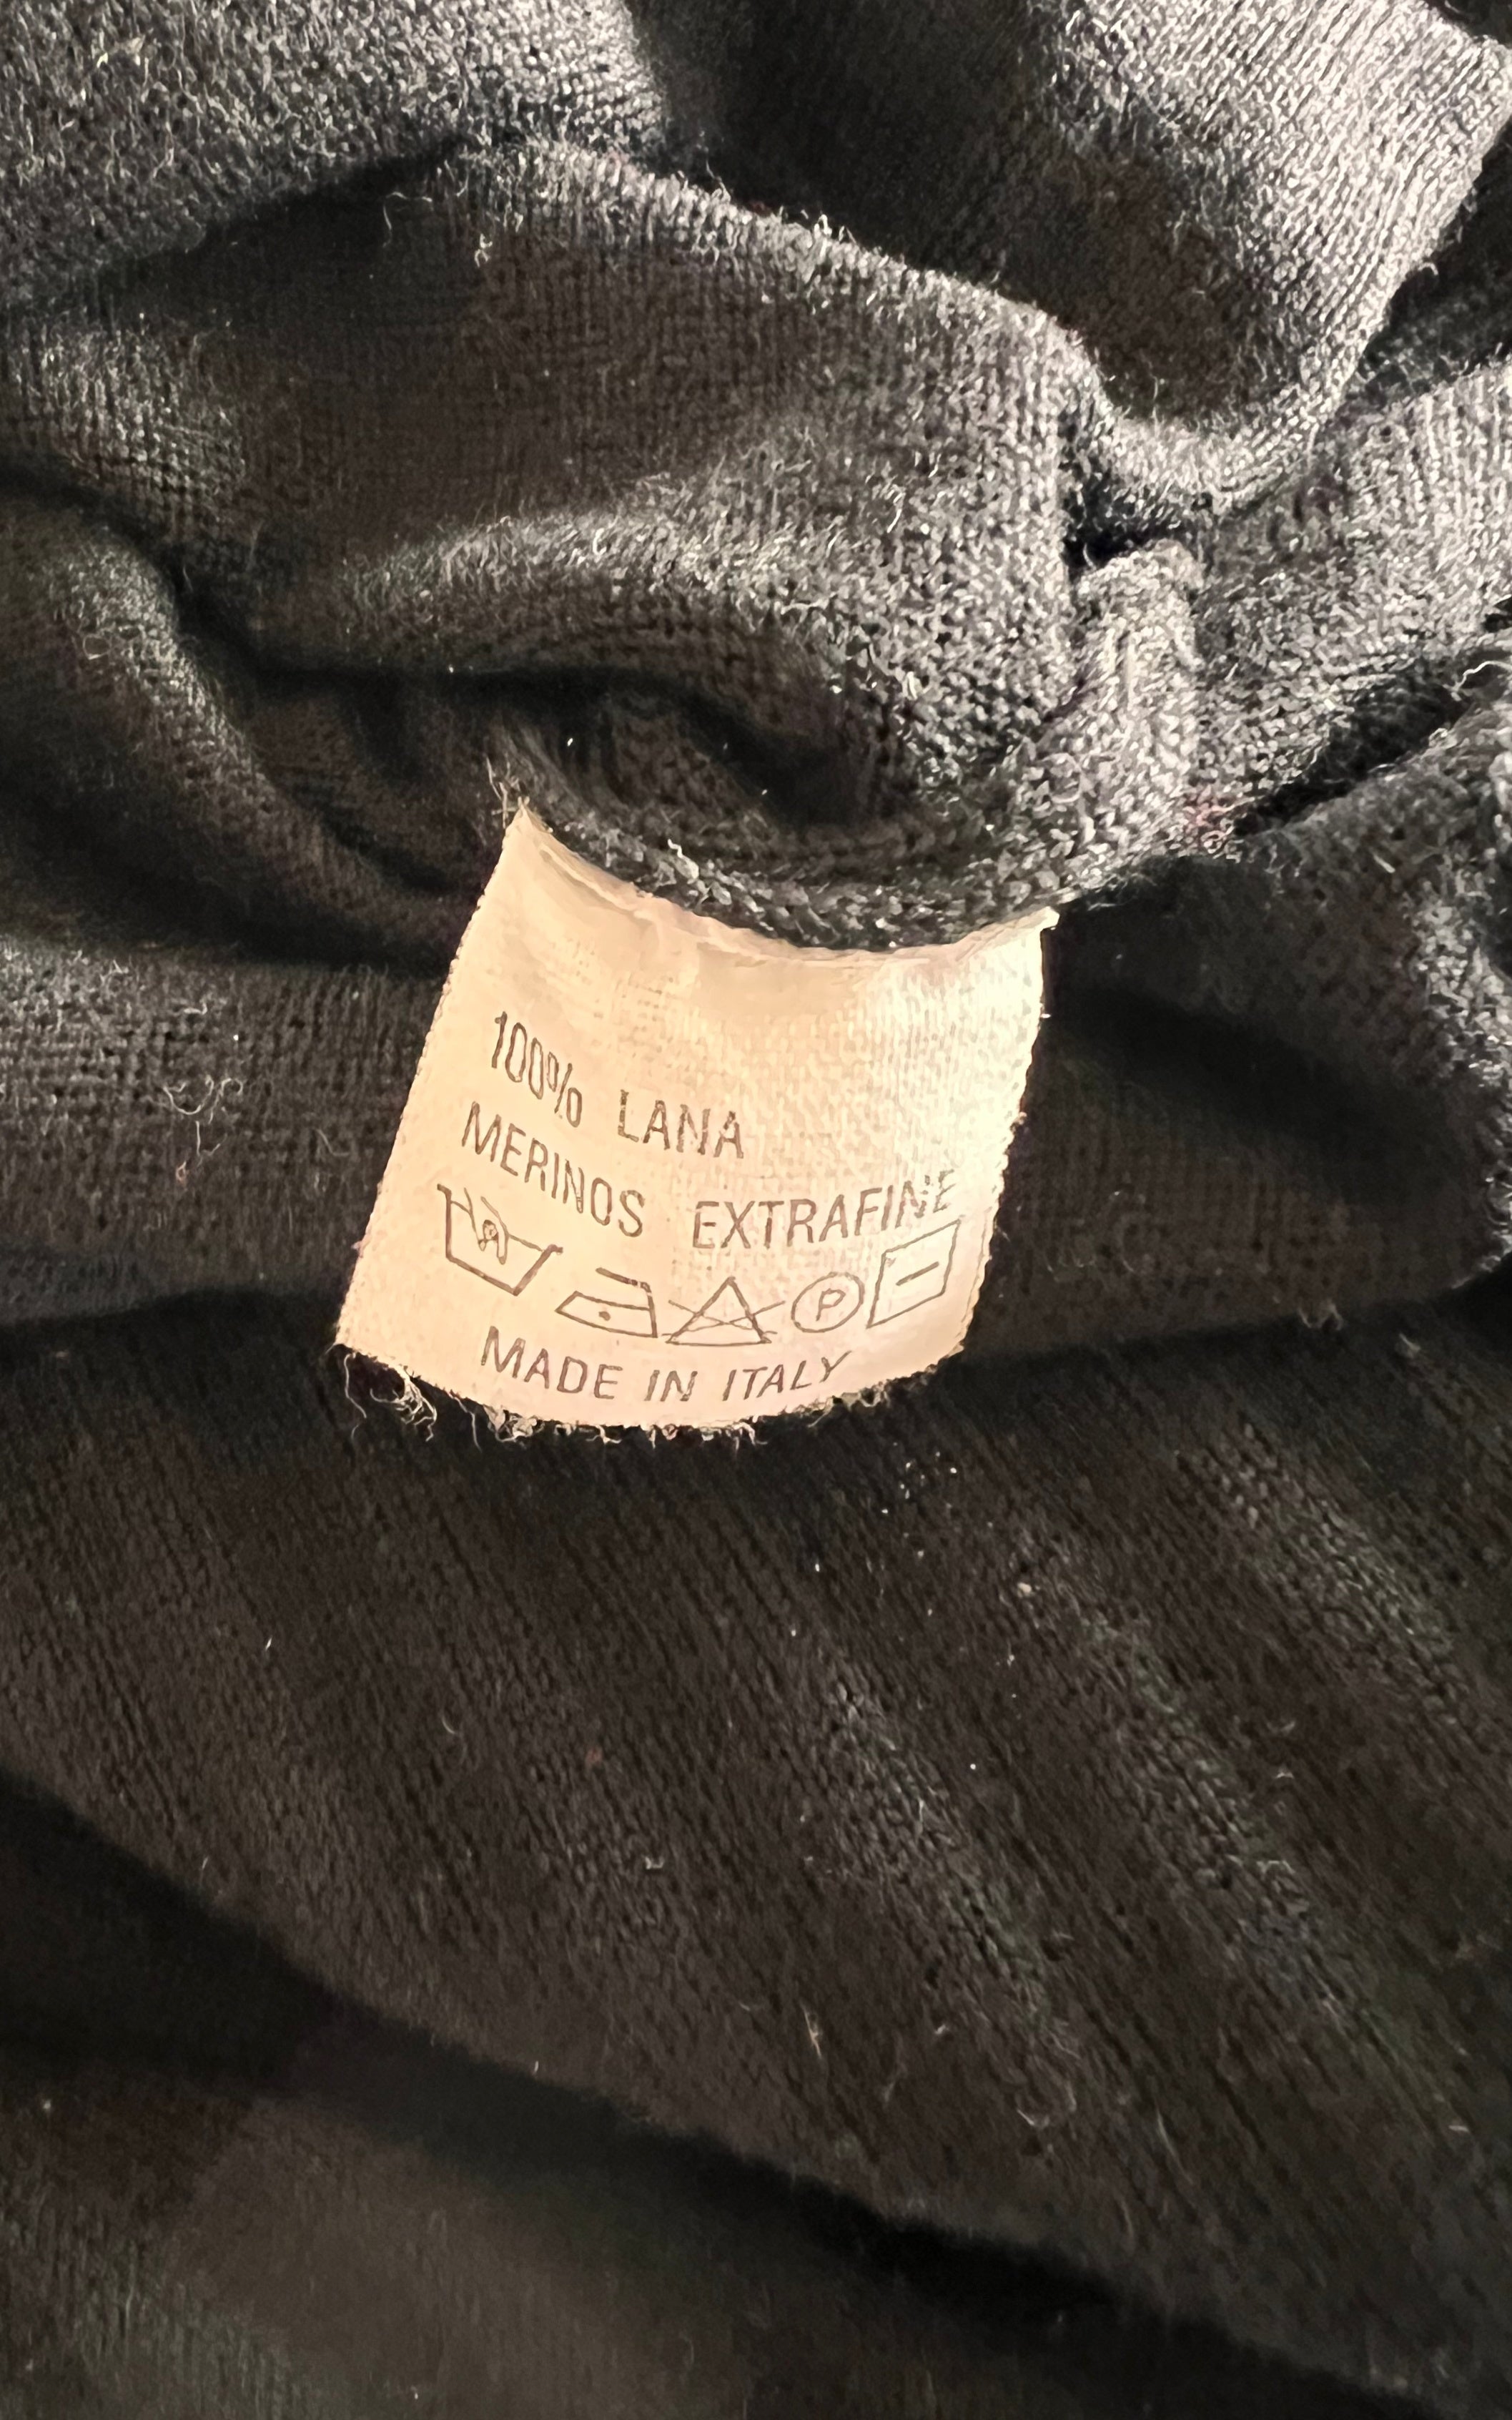 100% LANA
MERINOS EXTRAFINE
P
MADE IN ITALY